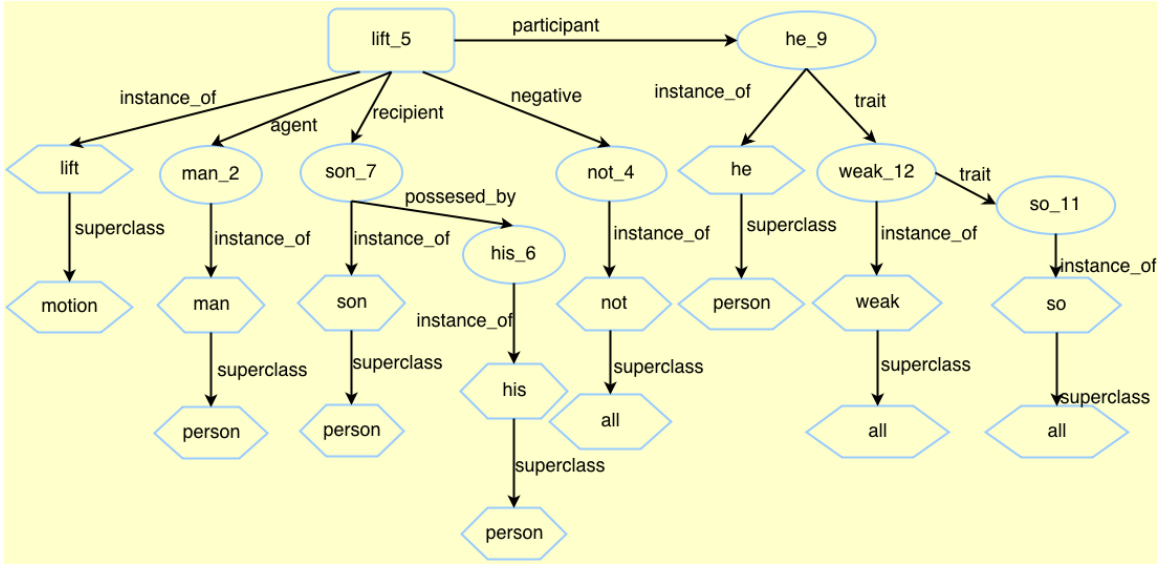 participant
lift_5
he_9
instance_of
agent
recipient
negative
instance_of
trait
lift
man_2
son_7
not_4
he
weak_12
trait
so_11
possesed_by
superclass
instance_of
instance_of
his_6
instance_of
superclass
instance_of
instance_of
motion
man
son
instance_of
not
person
weak
so
superclass
superclass
his
superclass
superclass
superclass
person
person
all
all
all
superclass
person